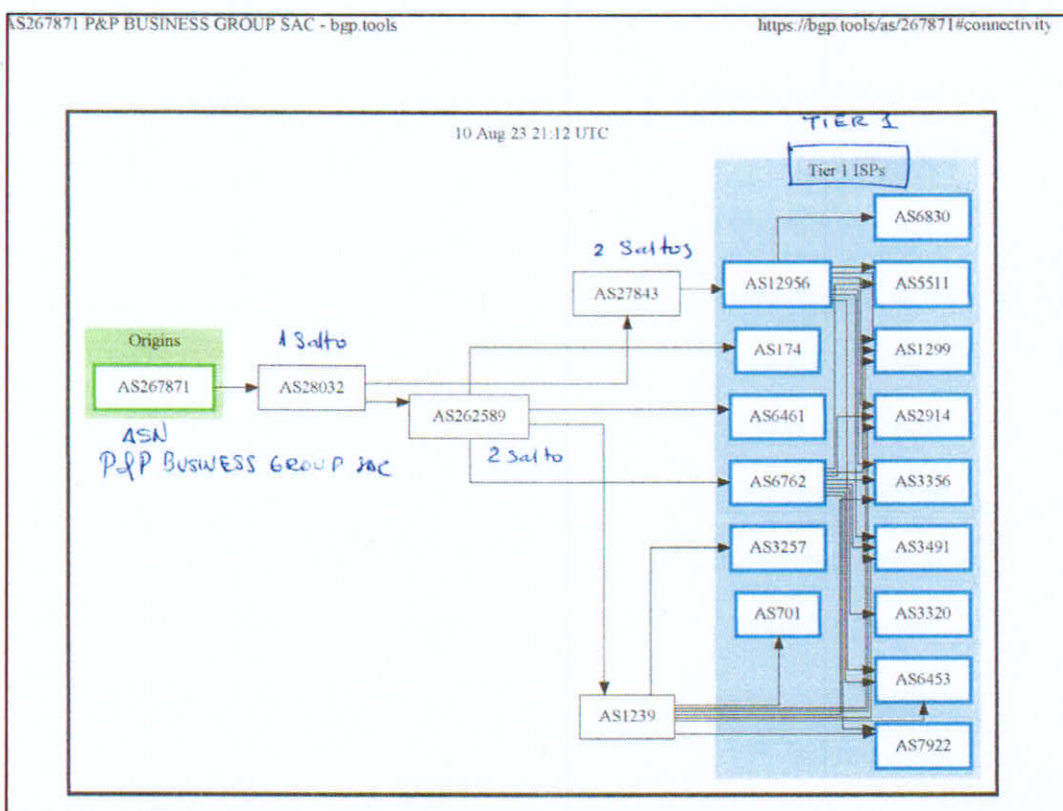 AS267871 P&P BUSINESS GROUP SAC - bgp.tools
https://bgp.tools/as/267871#connectivity
10 Aug 23 21:12 UTC
TIER 1
Tier 1 ISPs
AS6830
2 Saltos
AS27843
AS12956
AS5511
Origins
1 Salto
AS174
AS1299
AS267871
AS28032
AS262589
AS6461
AS2914
ASN
P&P BUSINESS GROUP SAC
2 Salto
AS6762
AS3356
AS3257
AS3491
AS701
AS3320
AS6453
AS1239
AS7922